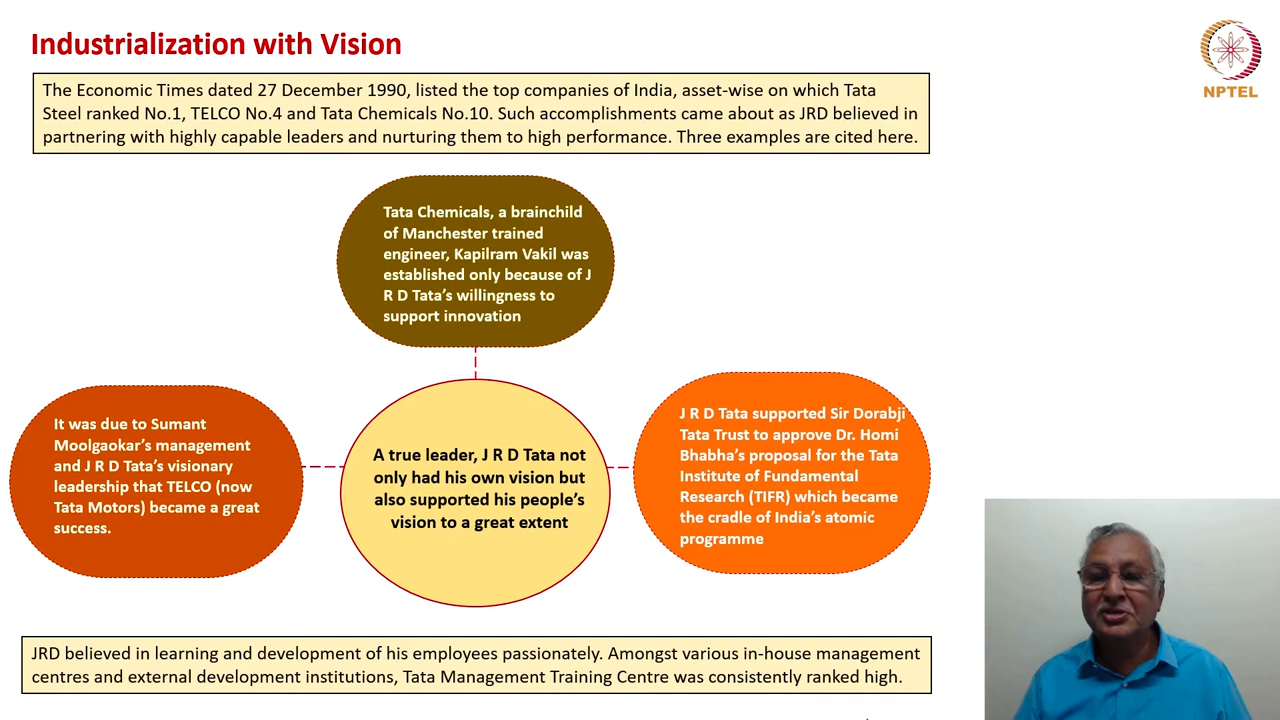 Industrialization with Vision
NPTEL
The Economic Times dated 27 December 1990, listed the top companies of India, asset-wise on which Tata
Steel ranked No.1, TELCO No.4 and Tata Chemicals No.10. Such accomplishments came about as JRD believed in
partnering with highly capable leaders and nurturing them to high performance. Three examples are cited here.
Tata Chemicals, a brainchild
of Manchester trained
engineer, Kapilram Vakil was
established only because of J
R D Tata’s willingness to
support innovation
It was due to Sumant
Moolgaokar’s management
and J R D Tata’s visionary
leadership that TELCO (now
Tata Motors) became a great
success.
A true leader, J R D Tata not
only had his own vision but
also supported his people’s
vision to a great extent
J R D Tata supported Sir Dorabji
Tata Trust to approve Dr. Homi
Bhabha’s proposal for the Tata
Institute of Fundamental
Research (TIFR) which became
the cradle of India’s atomic
programme
JRD believed in learning and development of his employees passionately. Amongst various in-house management
centres and external development institutions, Tata Management Training Centre was consistently ranked high.